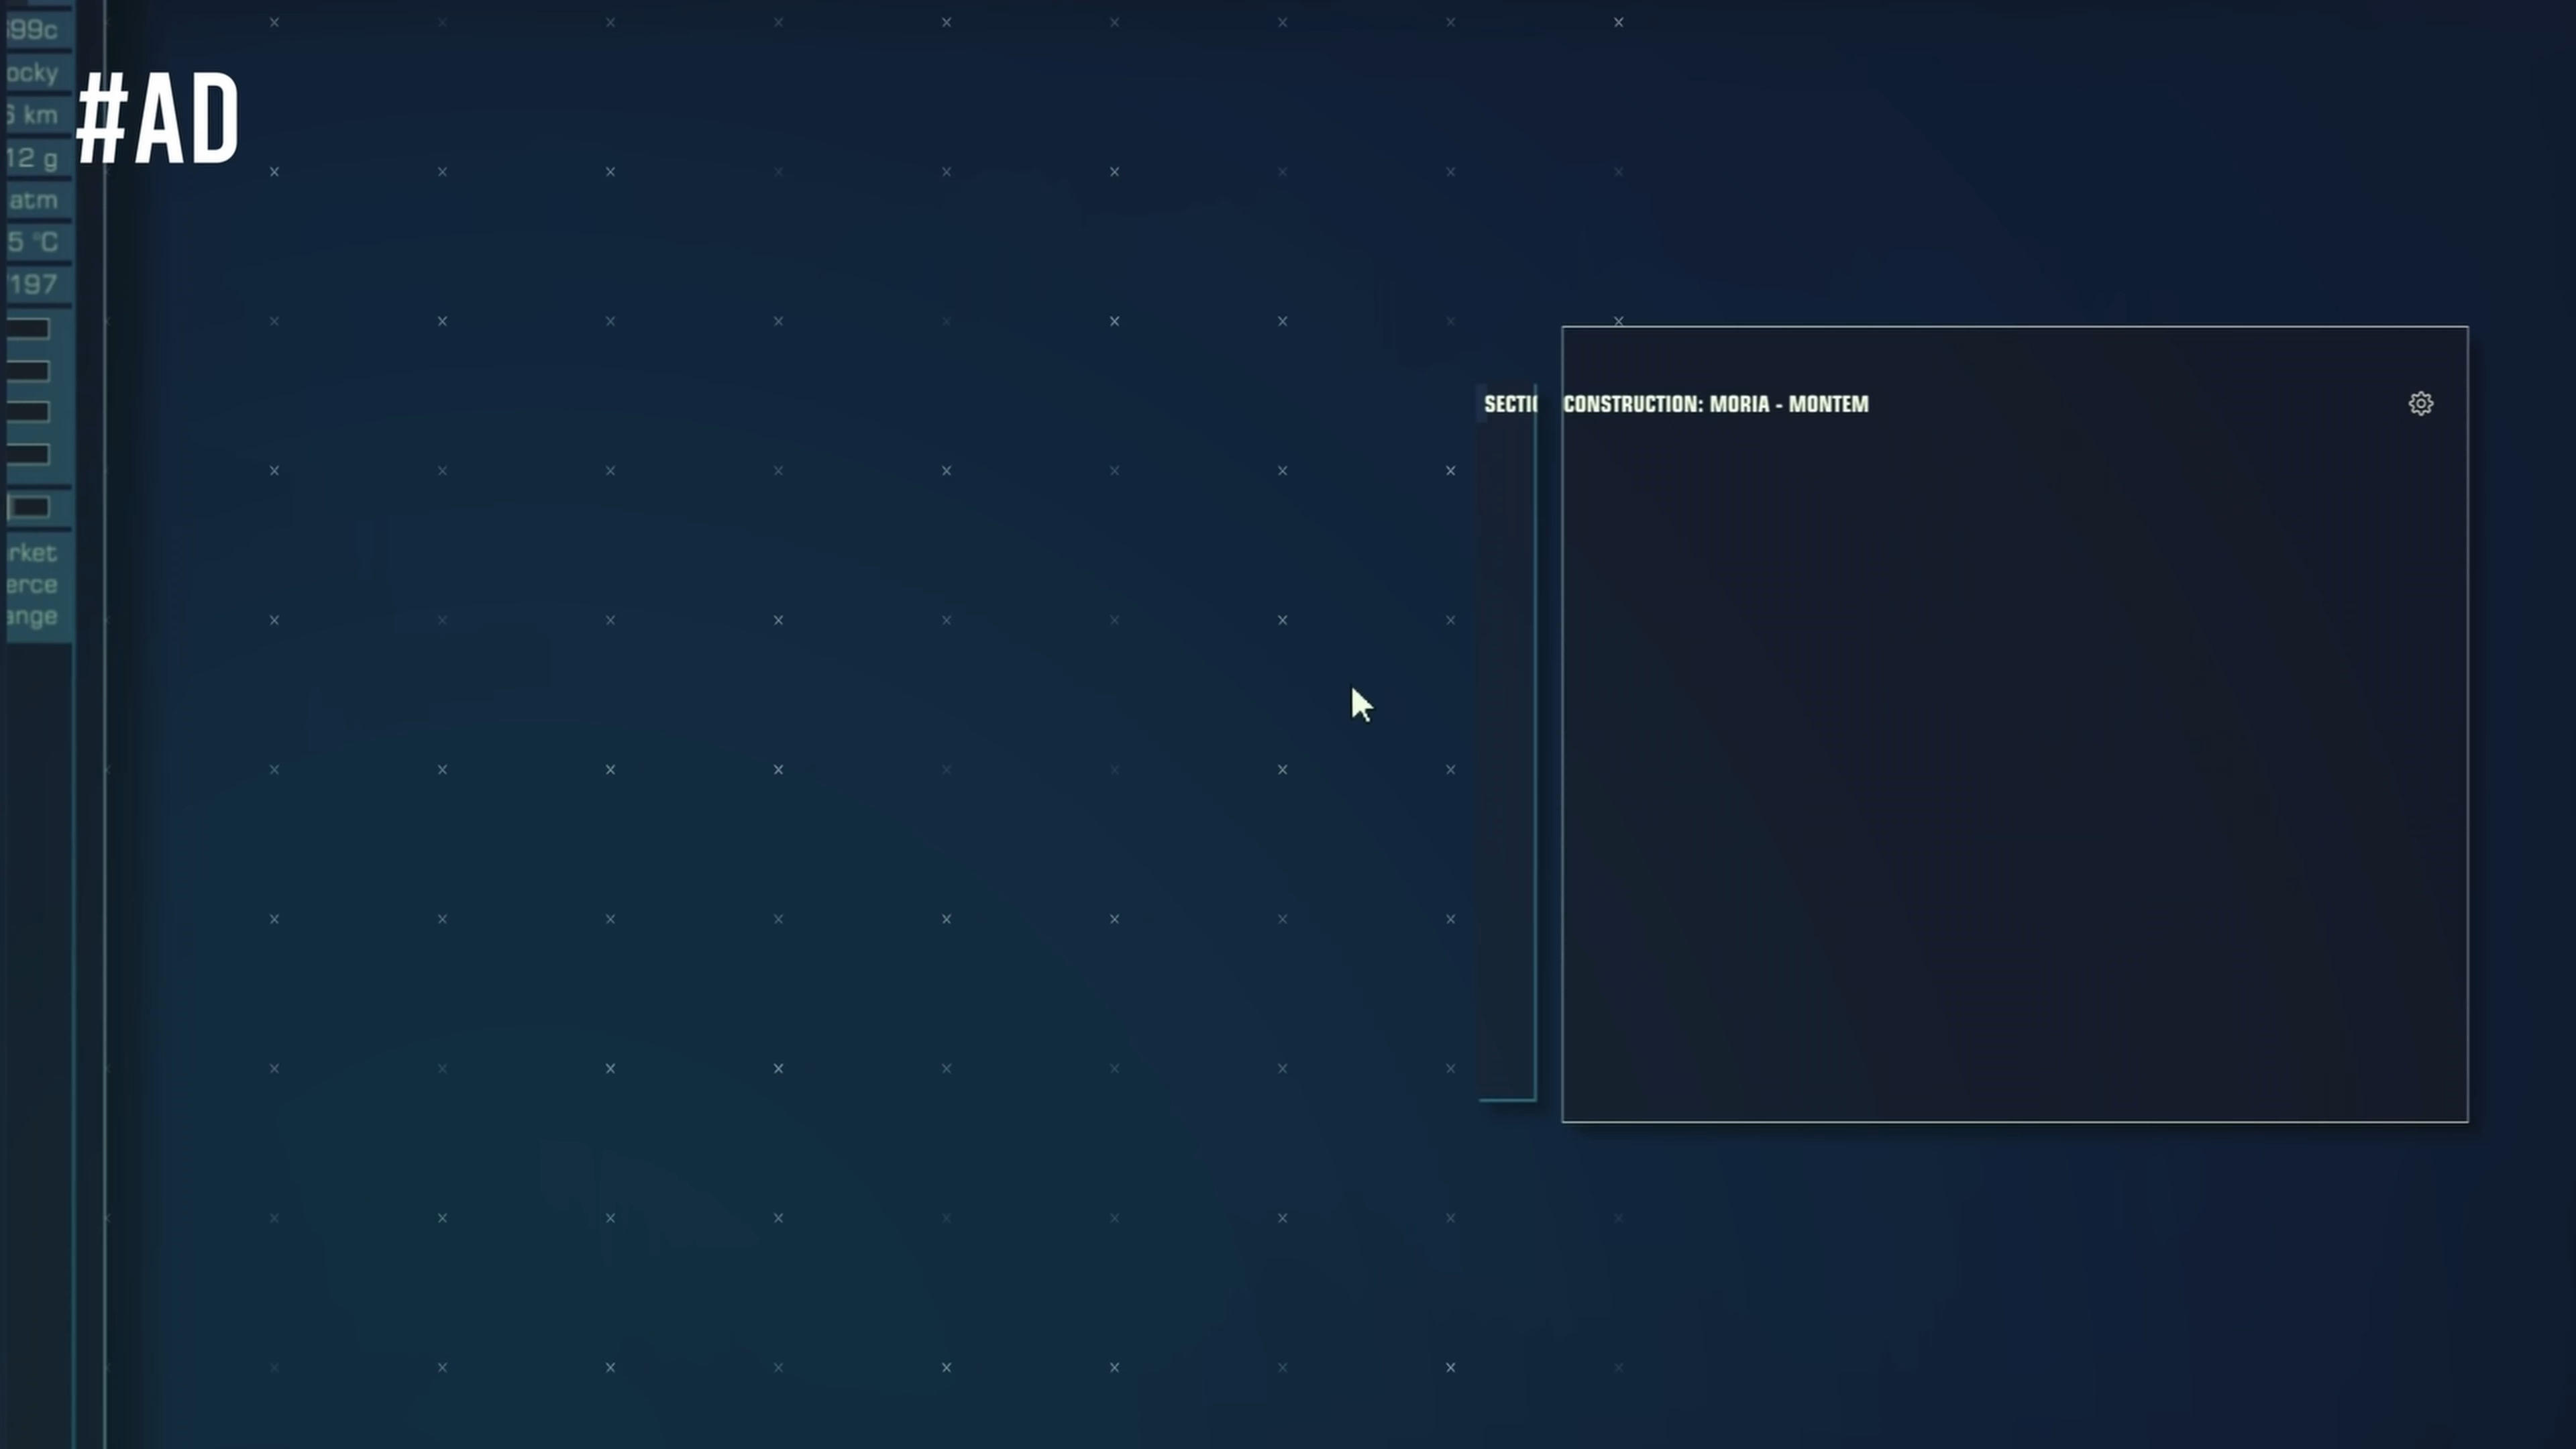 #AD
99c
ocky
km
12 g
atm
5 °C
197
rket
erce
ange
SECTI
CONSTRUCTION: MORIA - MONTEM